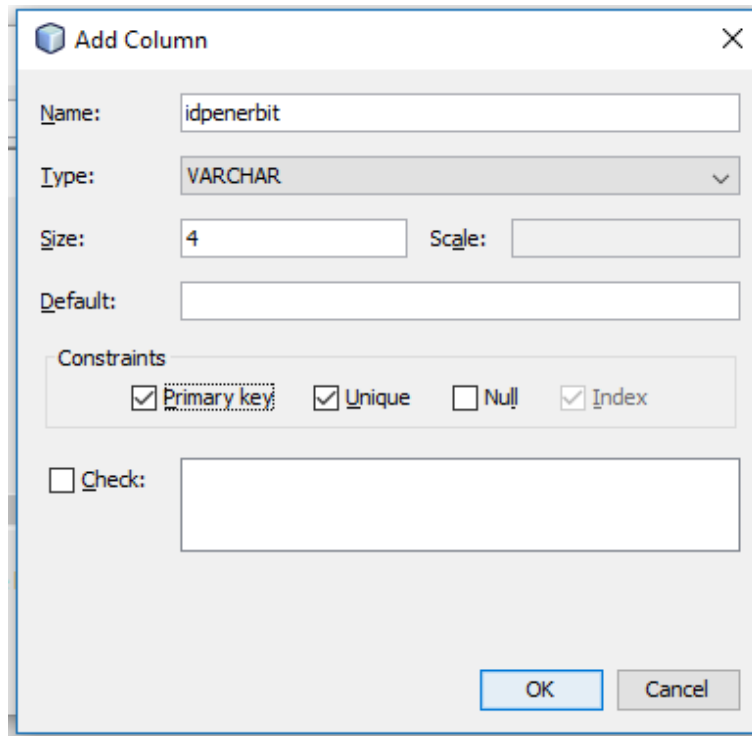 Add Column
Name: idpenerbit
Type: VARCHAR
Size: 4 Scale:
Default:
Constraints
Primary key Unique Null Index
Check:
OK Cancel